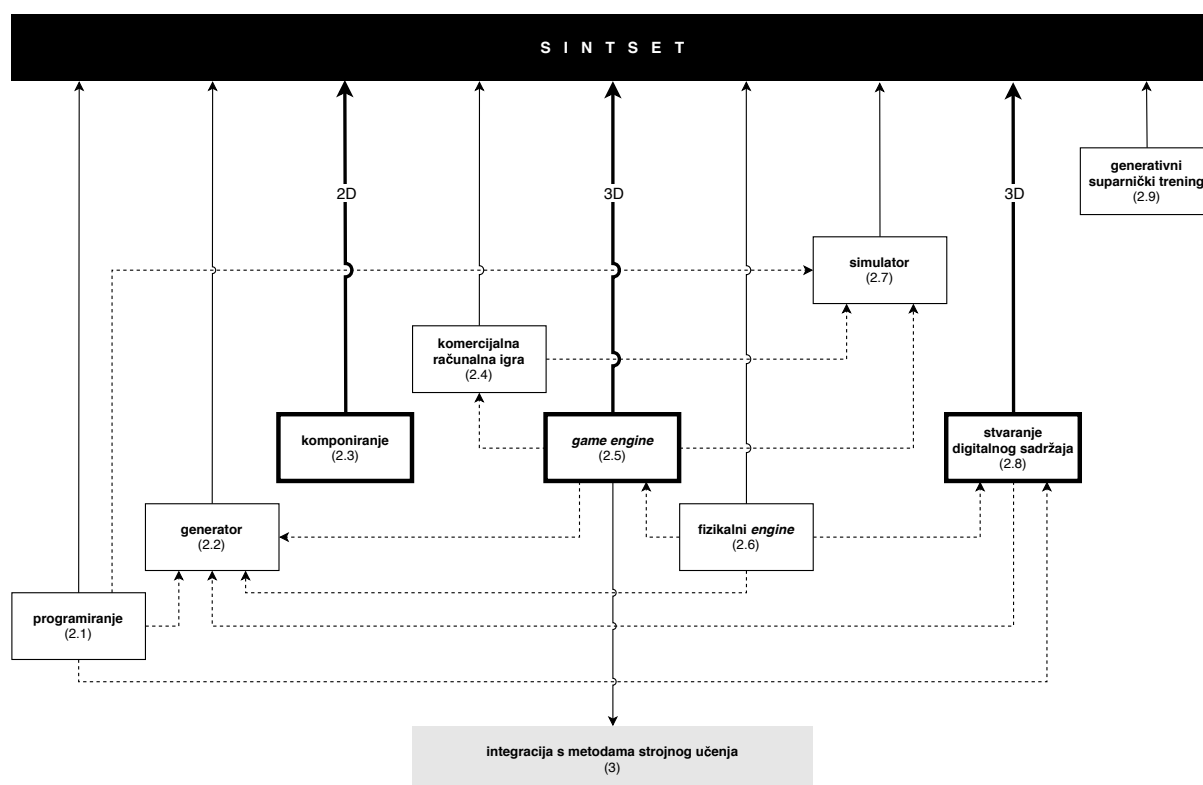 S I N T S E T
generativni
suparnički trening
(2.9)
2D
3D
3D
simulator
(2.7)
komercijalna
računalna igra
(2.4)
komponiranje
(2.3)
game engine
(2.5)
stvaranje
digitalnog sadržaja
(2.8)
generator
(2.2)
fizikalni engine
(2.6)
programiranje
(2.1)
integracija s metodama strojnog učenja
(3)